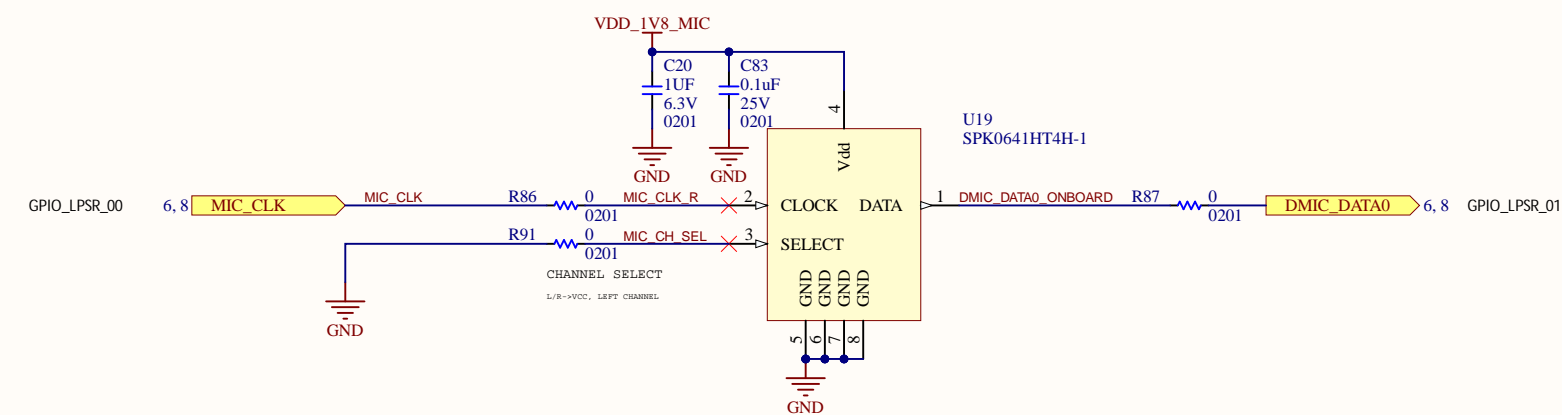 VDD_1V8_MIC
C20
1UF
6.3V
0201
C83
0.1uF
25V
0201
GND
GND
4
Vdd
U19
SPK0641HT4H-1
GPIO_LPSR_00
6, 8
MIC_CLK
MIC_CLK
R86
0
0201
MIC_CLK_R
2
CLOCK
DATA
1
DMIC_DATA0_ONBOARD
R87
0
0201
DMIC_DATA0
6, 8
GPIO_LPSR_01
R91
0
0201
MIC_CH_SEL
3
SELECT
CHANNEL SELECT
L/R->VCC, LEFT CHANNEL
GND
GND
GND
GND
GND
5
6
7
8
GND